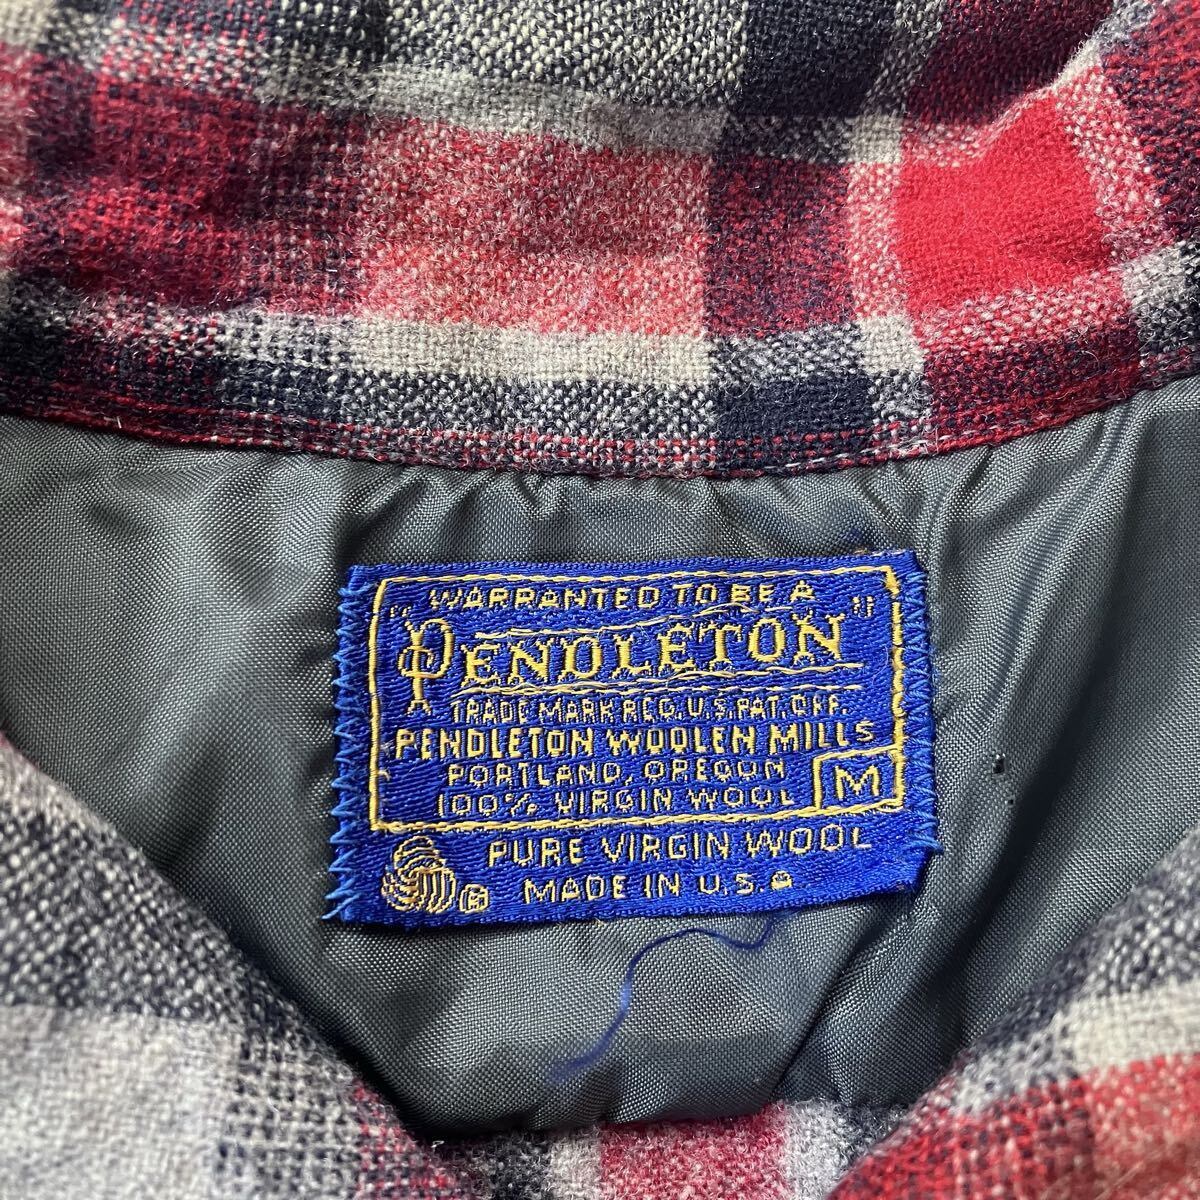 WARRANTED TO BE A
"PENDLETON"
TRADE MARK REG. U.S. PAT. OFF.
PENDLETON WOOLEN MILLS
PORTLAND, OREGON
100% VIRGIN WOOL M
PURE VIRGIN WOOL
® MADE IN U.S.A